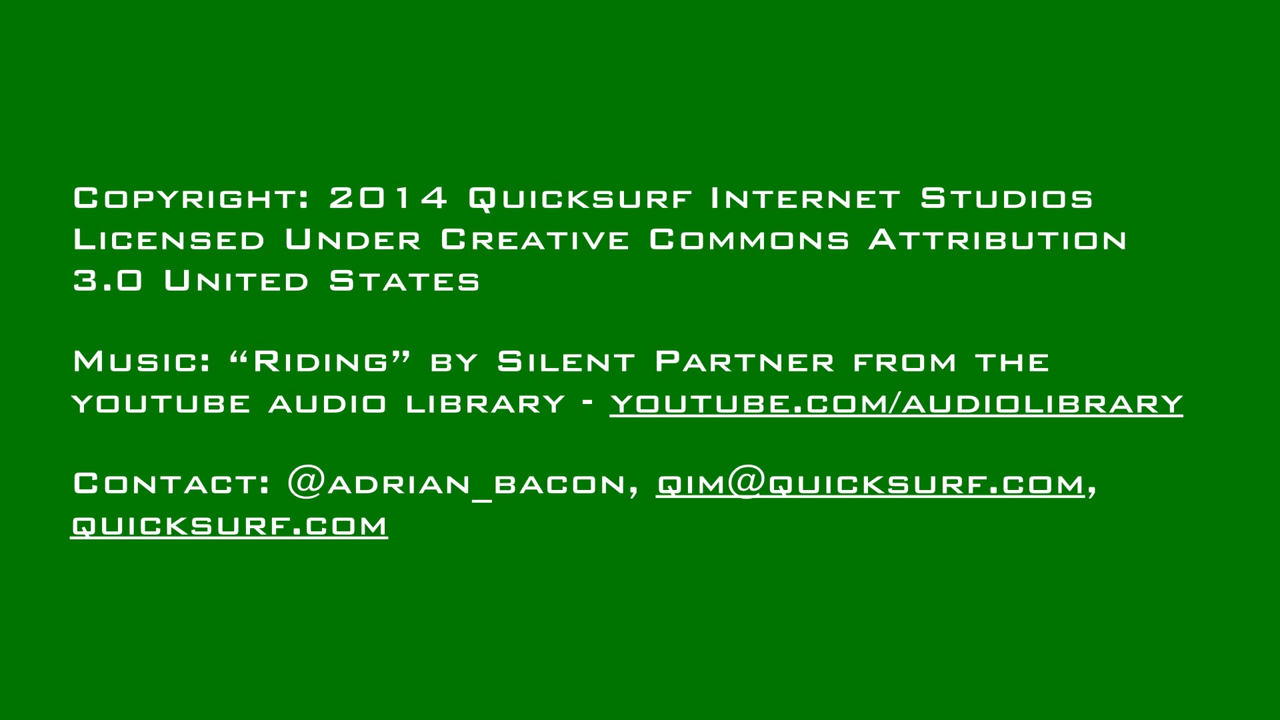 Copyright: 2014 Quicksurf Internet Studios
Licensed Under Creative Commons Attribution
3.0 United States
Music: “Riding” by Silent Partner from the
youtube audio library - youtube.com/audiolibrary
Contact: @adrian_bacon, qim@quicksurf.com,
quicksurf.com